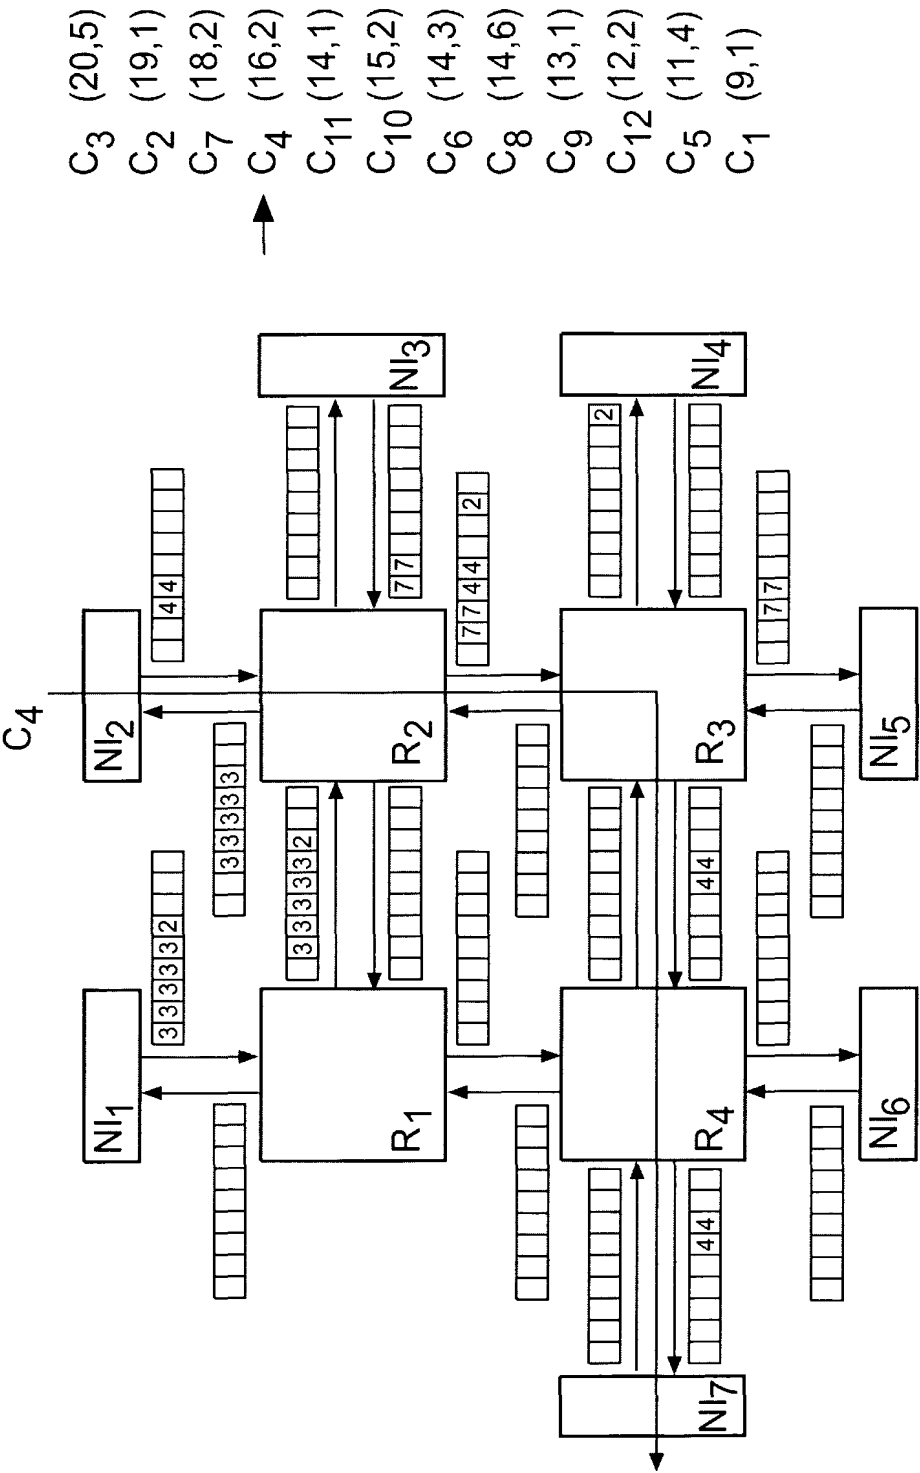 C4
NI1
NI2
3 3 3 3 3 2
4 4
3 3 3 3 3
3 3 3 3 3 2
R1
R2
7 7
NI3
7 7 4 4 2
2
4 4
4 4
NI7
R4
R3
NI4
7 7
NI6
NI5
C3 (20,5)
C2 (19,1)
C7 (18,2)
C4 (16,2)
C11 (14,1)
C10 (15,2)
C6 (14,3)
C8 (14,6)
C9 (13,1)
C12 (12,2)
C5 (11,4)
C1 (9,1)